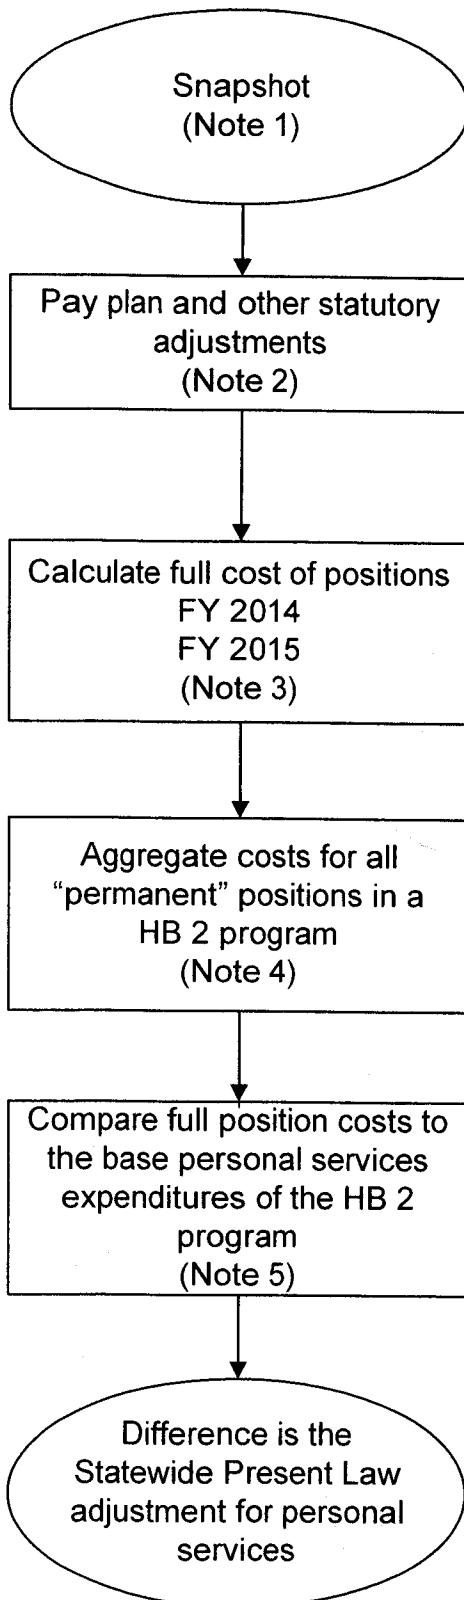 Snapshot
(Note 1)
Pay plan and other statutory
adjustments
(Note 2)
Calculate full cost of positions
FY 2014
FY 2015
(Note 3)
Aggregate costs for all
“permanent” positions in a
HB 2 program
(Note 4)
Compare full position costs to
the base personal services
expenditures of the HB 2
program
(Note 5)
Difference is the
Statewide Present Law
adjustment for personal
services